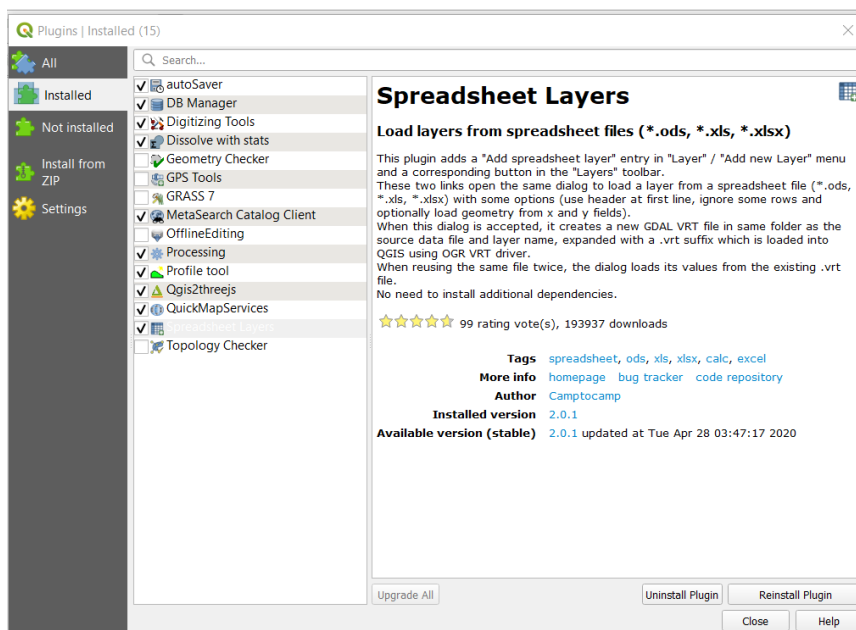 Plugins | Installed (15)
All
Installed
Not installed
Install from
ZIP
Settings
Search...
autoSaver
DB Manager
Digitizing Tools
Dissolve with stats
Geometry Checker
GPS Tools
GRASS 7
MetaSearch Catalog Client
OfflineEditing
Processing
Profile tool
Qgis2threejs
QuickMapServices
Spreadsheet Layers
Topology Checker
Spreadsheet Layers
Load layers from spreadsheet files (*.ods, *.xls, *.xlsx)
This plugin adds a "Add spreadsheet layer" entry in "Layer" / "Add new Layer" menu
and a corresponding button in the "Layers" toolbar.
These two links open the same dialog to load a layer from a spreadsheet file (*.ods,
*.xls, *.xlsx) with some options (use header at first line, ignore some rows and
optionally load geometry from x and y fields).
When this dialog is accepted, it creates a new GDAL VRT file in same folder as the
source data file and layer name, expanded with a .vrt suffix which is loaded into
QGIS using OGR VRT driver.
When reusing the same file twice, the dialog loads its values from the existing .vrt
file.
No need to install additional dependencies.
99 rating vote(s), 193937 downloads
Tags spreadsheet, ods, xls, xlsx, calc, excel
More info homepage bug tracker code repository
Author Camptocamp
Installed version 2.0.1
Available version (stable) 2.0.1 updated at Tue Apr 28 03:47:17 2020
Upgrade All
Uninstall Plugin
Reinstall Plugin
Close
Help